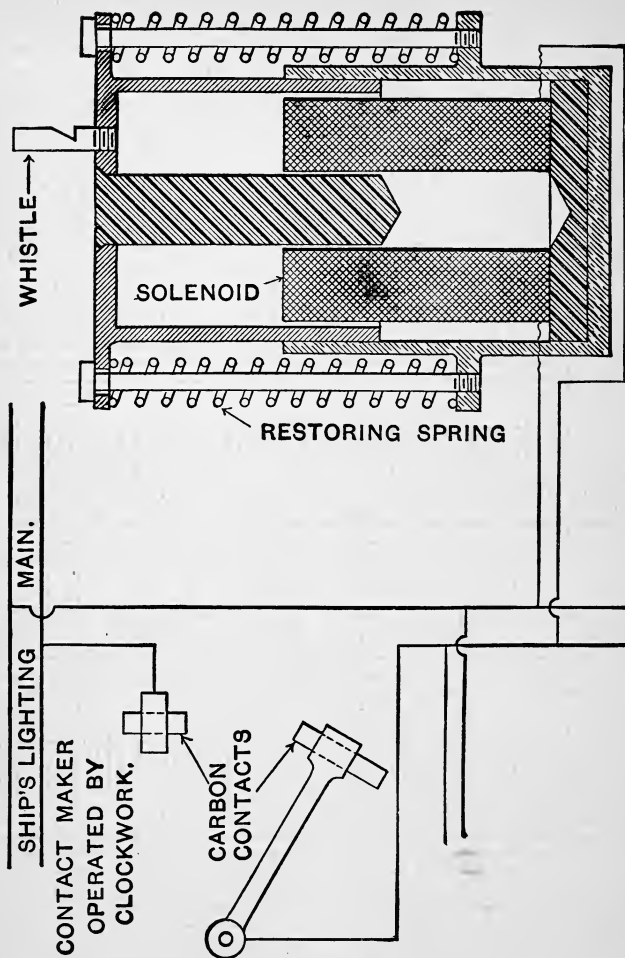 WHISTLE
SOLENOID
RESTORING SPRING
SHIP'S LIGHTING MAIN.
CONTACT MAKER
OPERATED BY
CLOCKWORK.
CARBON
CONTACTS